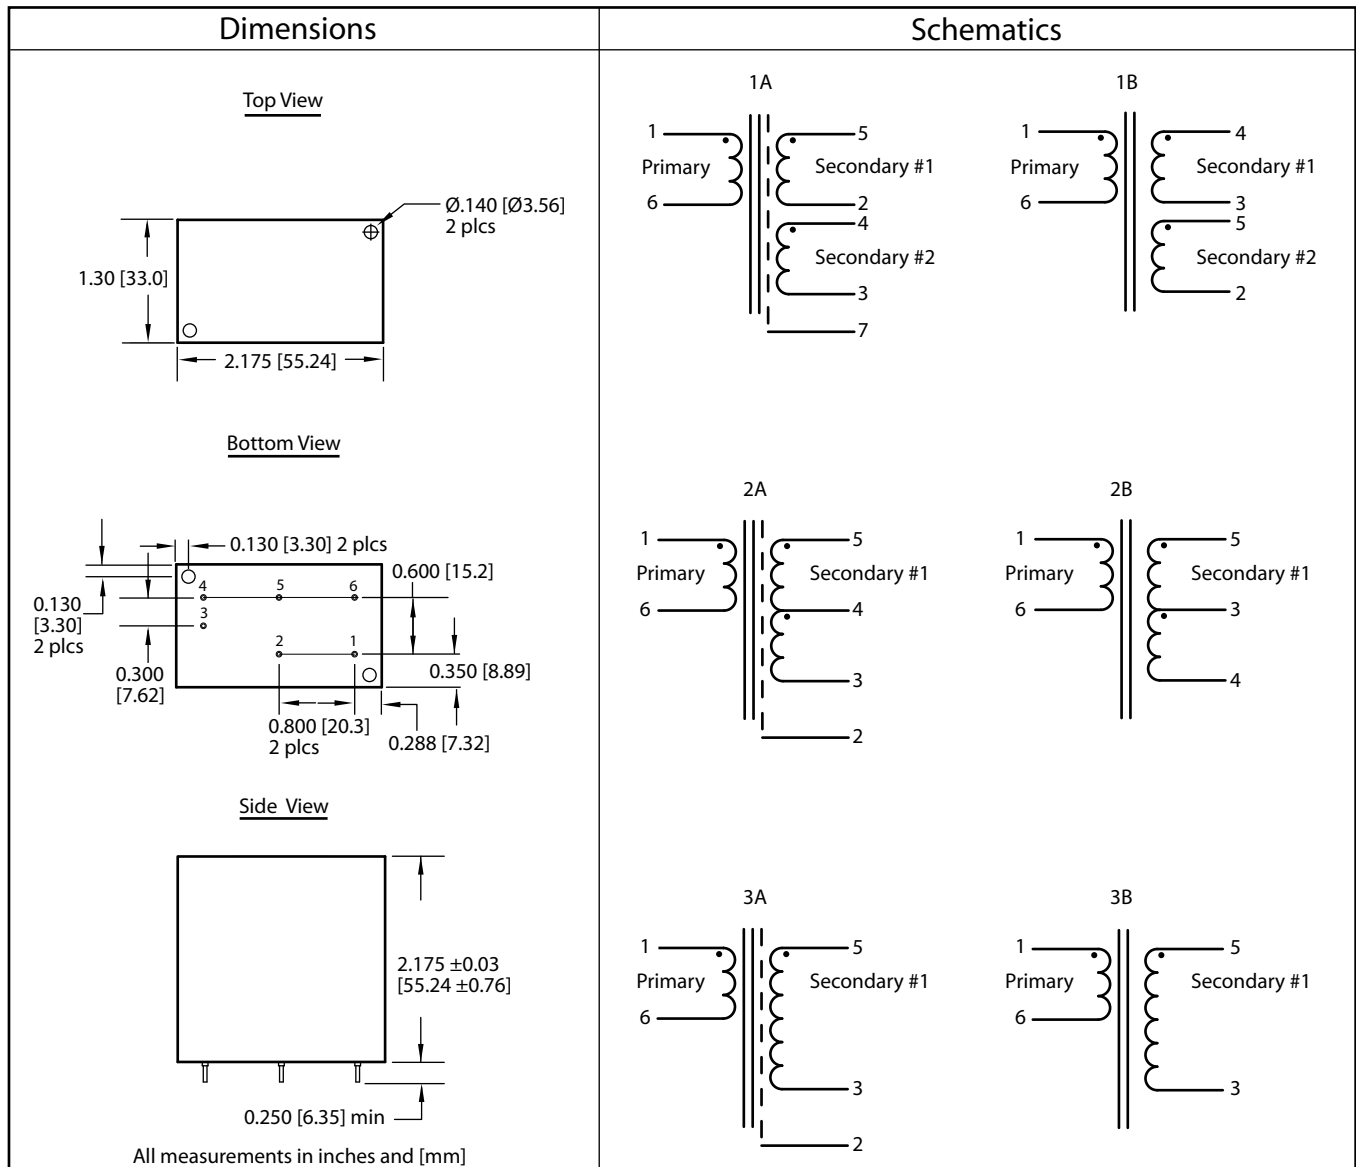 Dimensions
Schematics
Top View
Ø.140 [Ø3.56]
2 plcs
1.30 [33.0]
2.175 [55.24]
Bottom View
0.130 [3.30] 2 plcs
0.600 [15.2]
0.130
[3.30]
2 plcs
4
5
6
3
2
1
0.300
[7.62]
0.350 [8.89]
0.800 [20.3]
2 plcs
0.288 [7.32]
Side View
2.175 ±0.03
[55.24 ±0.76]
0.250 [6.35] min
All measurements in inches and [mm]
1A
1
Primary
6
5
Secondary #1
2
4
Secondary #2
3
7
1B
1
Primary
6
4
Secondary #1
3
5
Secondary #2
2
2A
1
Primary
6
5
Secondary #1
4
3
2
2B
1
Primary
6
5
Secondary #1
3
4
3A
1
Primary
6
5
Secondary #1
3
2
3B
1
Primary
6
5
Secondary #1
3